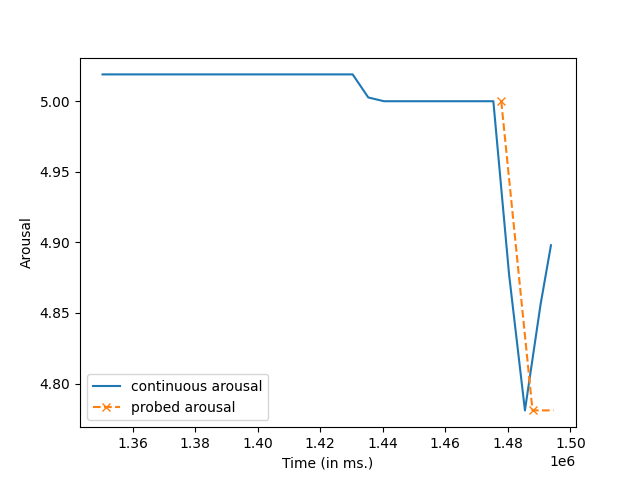 5.00
4.95
4.90
4.85
4.80
Arousal
continuous arousal
probed arousal
1.36 1.38 1.40 1.42 1.44 1.46 1.48 1.50
1e6
Time (in ms.)